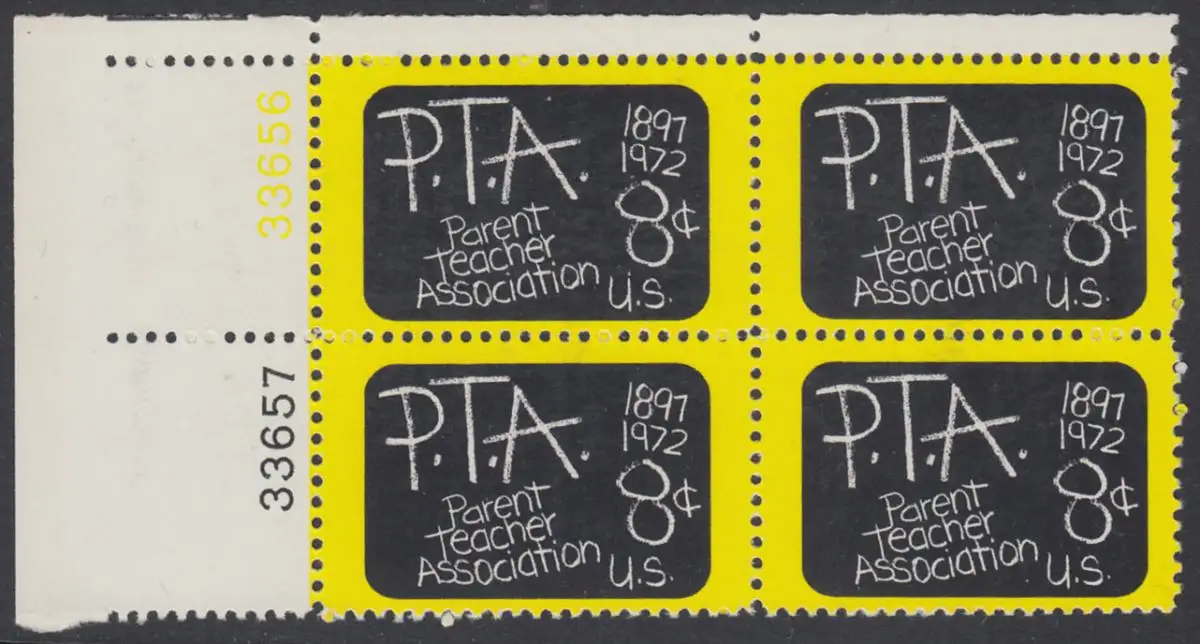 33656
P.T.A.
1897
1972
8¢
Parent
Teacher
Association
U.S.
P.T.A.
1897
1972
8¢
Parent
Teacher
Association
U.S.
33657
P.T.A.
1897
1972
8¢
Parent
Teacher
Association
U.S.
P.T.A.
1897
1972
8¢
Parent
Teacher
Association
U.S.